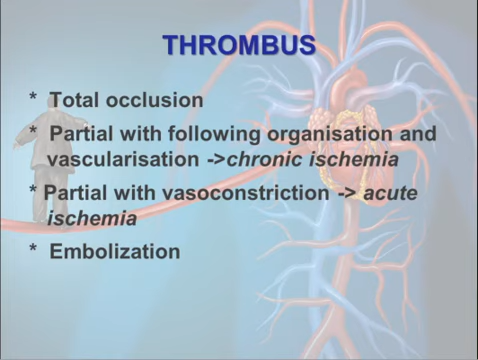 THROMBUS
* Total occlusion
* Partial with following organisation and
vascularisation ->chronic ischemia
* Partial with vasoconstriction -> acute
ischemia
* Embolization